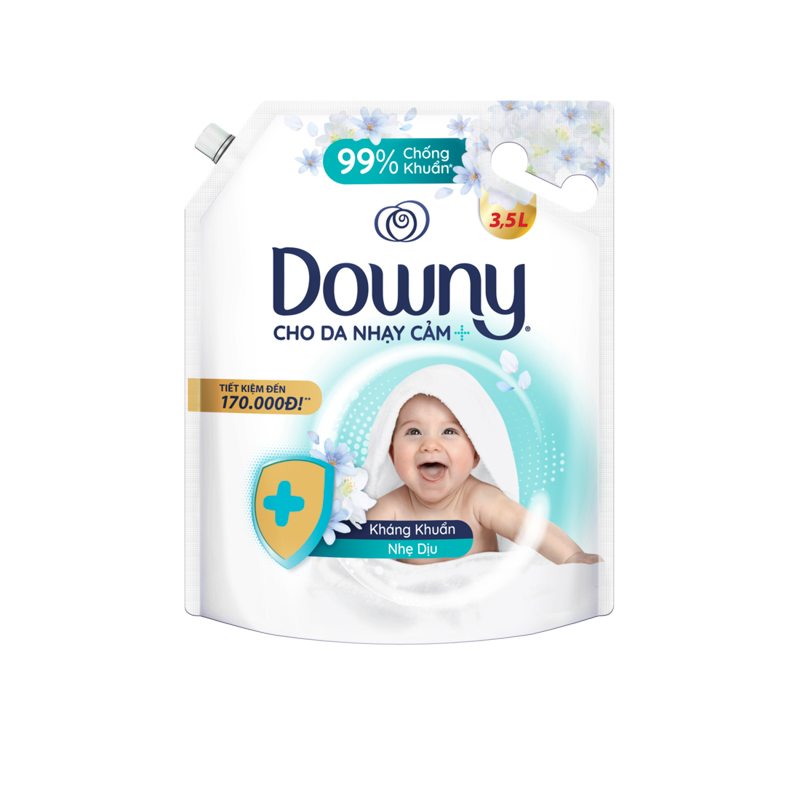 99% Chống
Khuẩn*
3,5L
Downy®
CHO DA NHẠY CẢM+
TIẾT KIỆM ĐẾN
170.000Đ!**
Kháng Khuẩn
Nhẹ Dịu